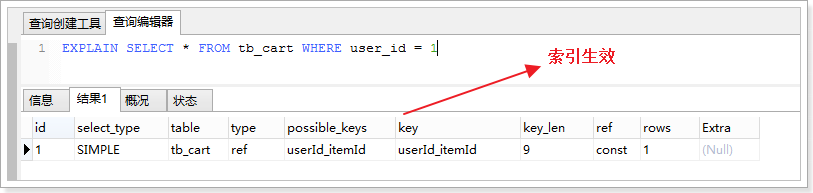 查询创建工具 查询编辑器
1 EXPLAIN SELECT * FROM tb_cart WHERE user_id = 1
索引生效
信息 结果1 概况 状态
id select_type table type possible_keys key key_len ref rows Extra
1 SIMPLE tb_cart ref userId_itemId userId_itemId 9 const 1 (Null)